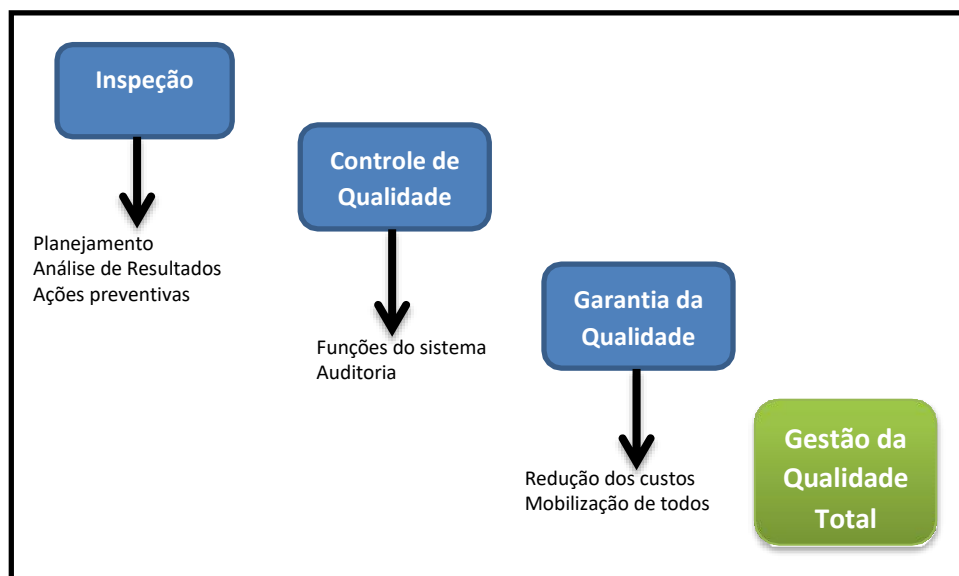 Inspeção
Planejamento
Análise de Resultados
Ações preventivas
Controle de
Qualidade
Funções do sistema
Auditoria
Garantia da
Qualidade
Redução dos custos
Mobilização de todos
Gestão da
Qualidade
Total